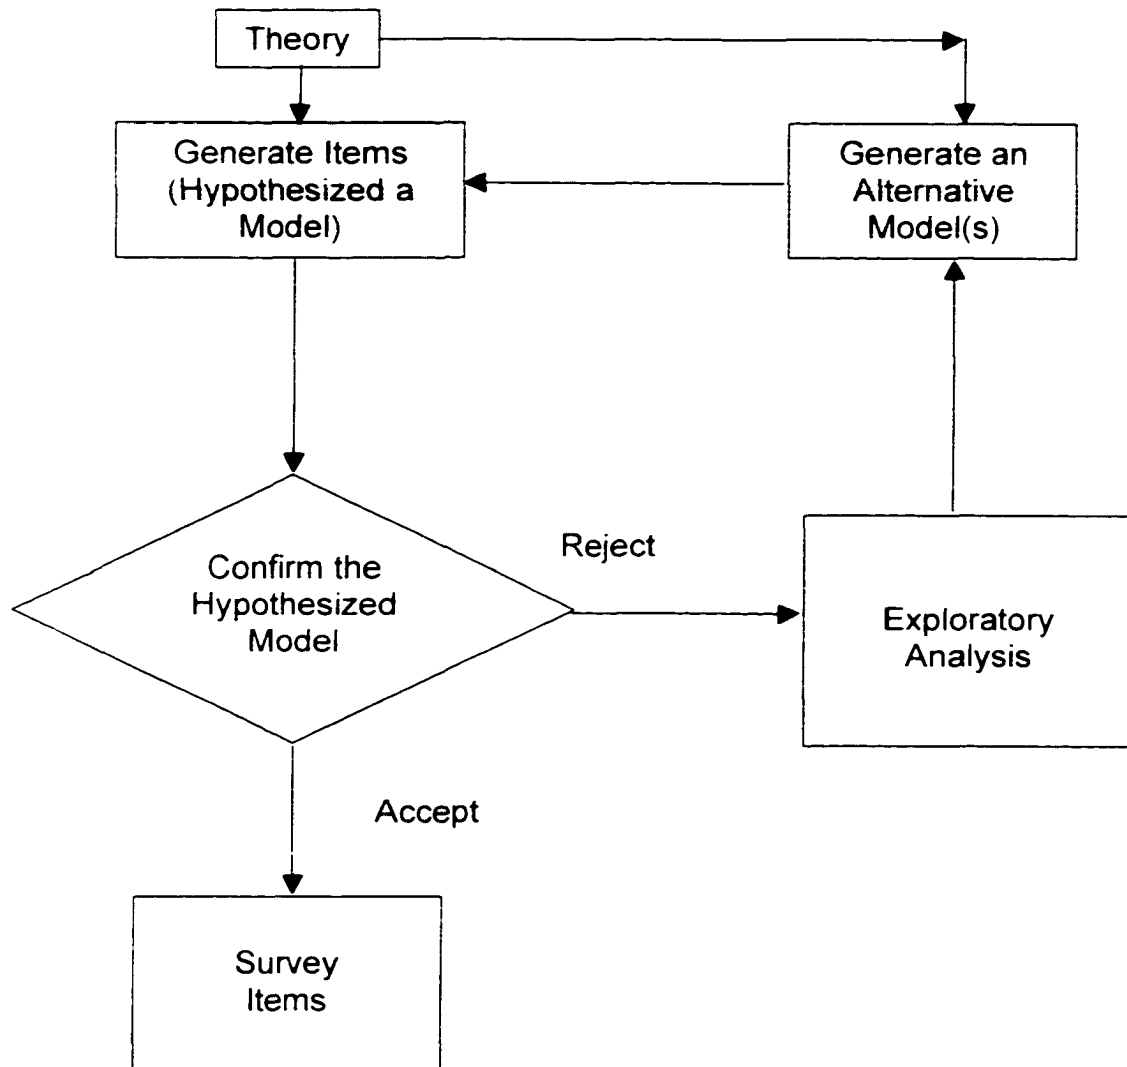 Theory
Generate Items
(Hypothesized a
Model)
Generate an
Alternative
Model(s)
Reject
Confirm the
Hypothesized
Model
Exploratory
Analysis
Accept
Survey
Items